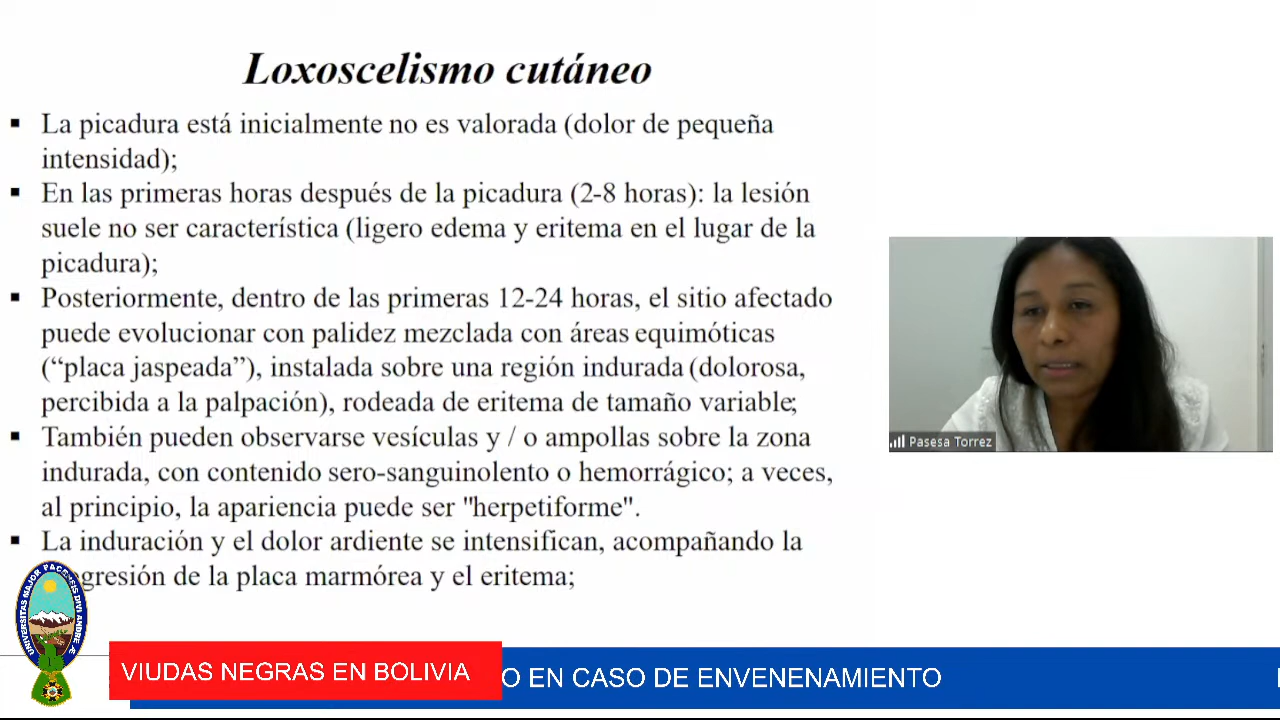 Loxoscelismo cutáneo
▪ La picadura está inicialmente no es valorada (dolor de pequeña
intensidad);
▪ En las primeras horas después de la picadura (2-8 horas): la lesión
suele no ser característica (ligero edema y eritema en el lugar de la
picadura);
▪ Posteriormente, dentro de las primeras 12-24 horas, el sitio afectado
puede evolucionar con palidez mezclada con áreas equimóticas
(“placa jaspeada”), instalada sobre una región indurada (dolorosa,
percibida a la palpación), rodeada de eritema de tamaño variable;
▪ También pueden observarse vesículas y / o ampollas sobre la zona
indurada, con contenido sero-sanguinolento o hemorrágico; a veces,
al principio, la apariencia puede ser "herpetiforme".
▪ La induración y el dolor ardiente se intensifican, acompañando la
gresión de la placa marmórea y el eritema;
Pasesa Torrez
UNIVERSITAS MAJOR PACENSIS DIVI ANDRE Æ
VIUDAS NEGRAS EN BOLIVIA
O EN CASO DE ENVENENAMIENTO